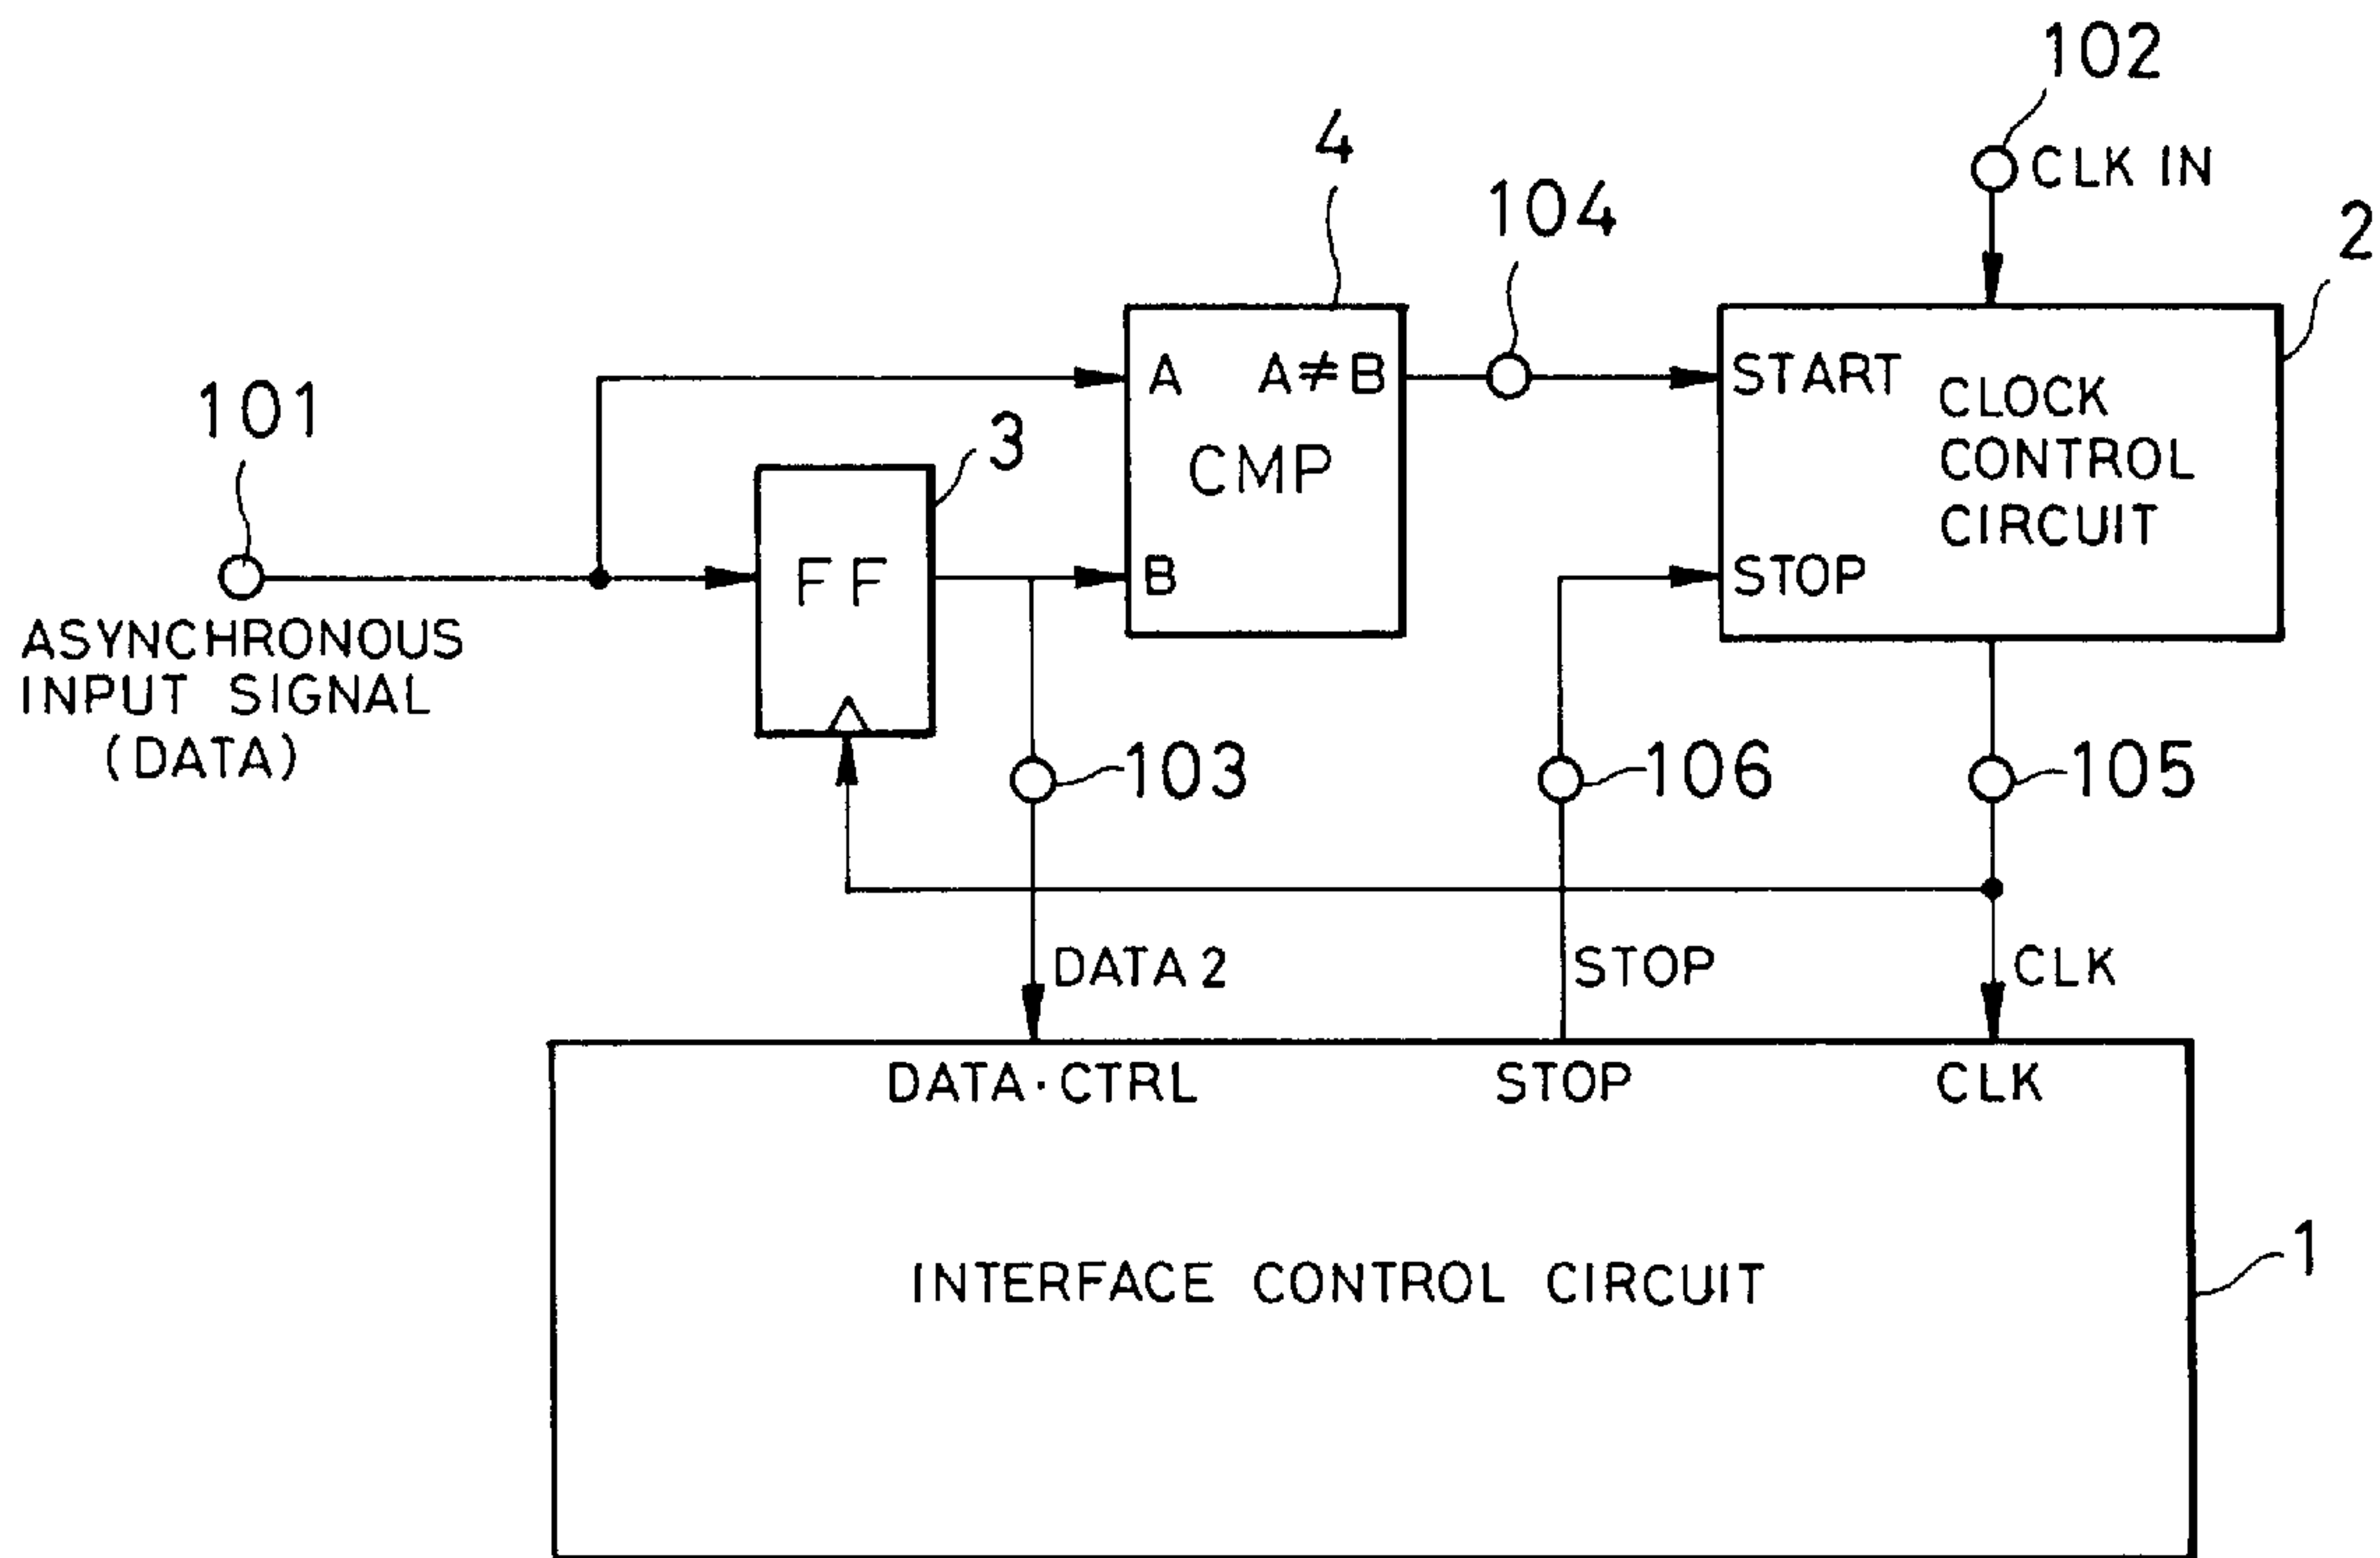 102
CLK IN
4
104
2
A
A≠B
START
CLOCK
CONTROL
CIRCUIT
101
3
CMP
FF
B
STOP
ASYNCHRONOUS
INPUT SIGNAL
(DATA)
103
106
105
DATA 2
STOP
CLK
DATA·CTRL
STOP
CLK
INTERFACE CONTROL CIRCUIT
1